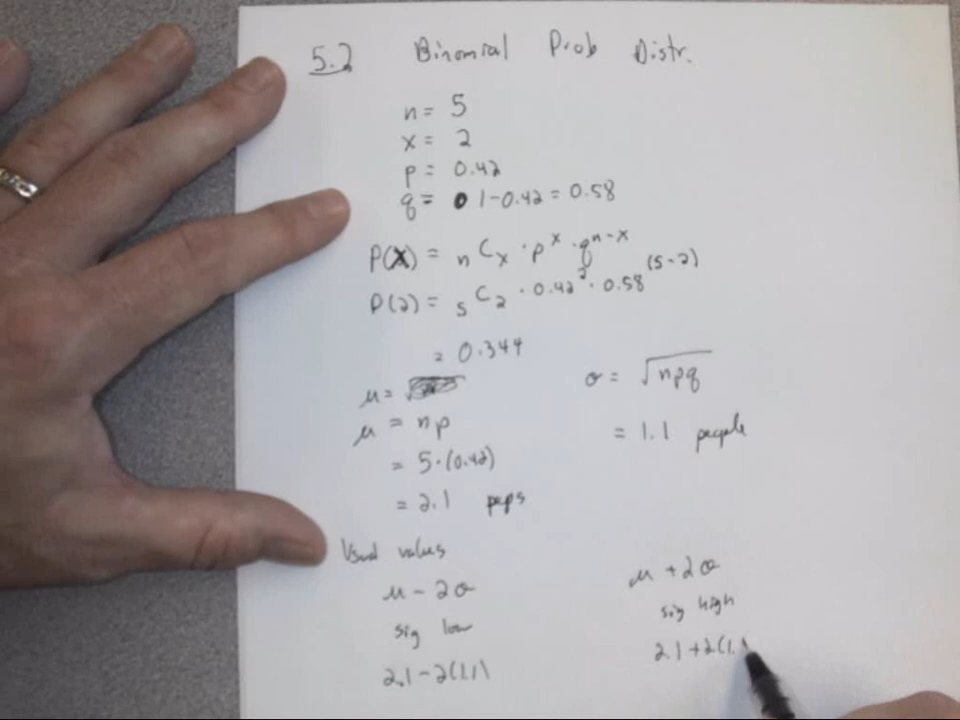 5.2 Binomial Prob Distr.
n = 5
x = 2
p = 0.42
q = 1-0.42 = 0.58
P(X) = nCx · p^x · q^n-x
P(2) = 5C2 · 0.42^2 · 0.58^(5-2)
= 0.344
μ =
σ = √npq
μ = np
= 1.1 people
= 5·(0.42)
= 2.1 peps
Usual values
μ - 2σ
μ + 2σ
sig low
sig high
2.1 - 2(1.1)
2.1 + 2(1.